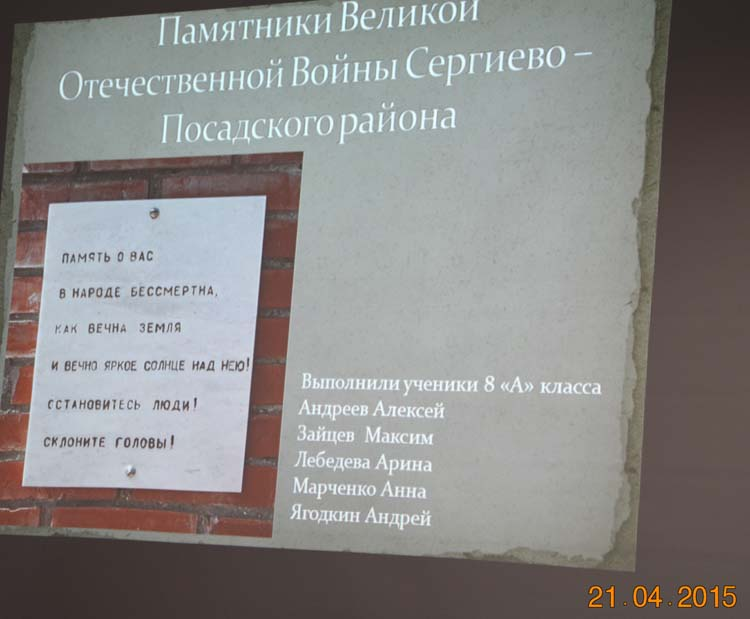 Памятники Великой
Отечественной Войны Сергиево –
Посадского района
ПАМЯТЬ О ВАС
В НАРОДЕ БЕССМЕРТНА,
КАК ВЕЧНА ЗЕМЛЯ
И ВЕЧНО ЯРКОЕ СОЛНЦЕ НАД НЕЮ!
ОСТАНОВИТЕСЬ ЛЮДИ!
СКЛОНИТЕ ГОЛОВЫ!
Выполнили ученики 8 «А» класса
Андреев Алексей
Зайцев Максим
Лебедева Арина
Марченко Анна
Ягодкин Андрей
21.04.2015